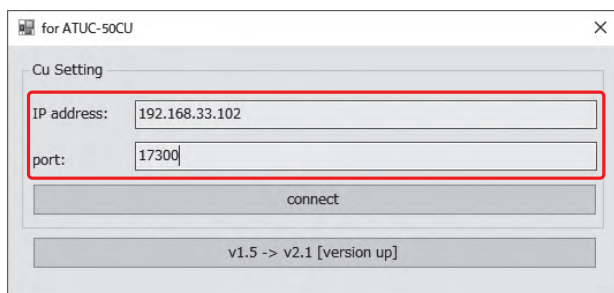 for ATUC-50CU
Cu Setting
IP address: 192.168.33.102
port: 17300
connect
v1.5 -> v2.1 [version up]